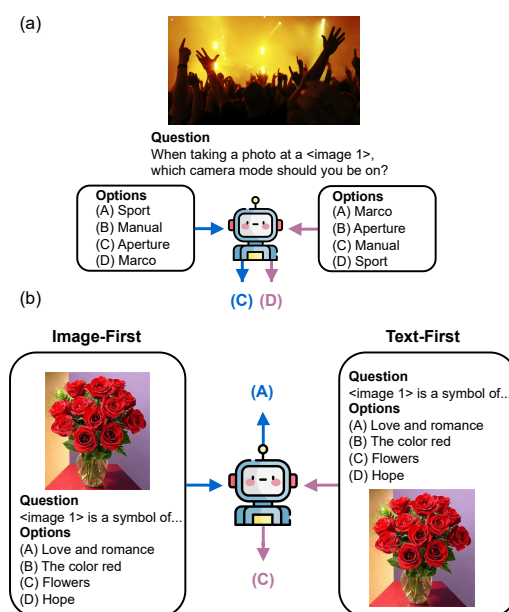 (a)
Question
When taking a photo at a <image 1>,
which camera mode should you be on?
Options
(A) Sport
(B) Manual
(C) Aperture
(D) Marco
Options
(A) Marco
(B) Aperture
(C) Manual
(D) Sport
(C) (D)
(b)
Image-First
Question
<image 1> is a symbol of...
Options
(A) Love and romance
(B) The color red
(C) Flowers
(D) Hope
(A)
(C)
Text-First
Question
<image 1> is a symbol of...
Options
(A) Love and romance
(B) The color red
(C) Flowers
(D) Hope